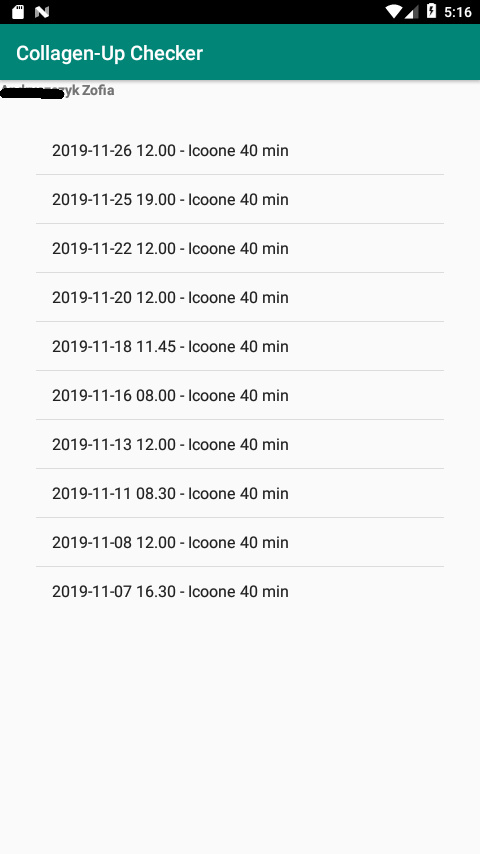 5:16
Collagen-Up Checker
Zofia
2019-11-26 12.00 - Icoone 40 min
2019-11-25 19.00 - Icoone 40 min
2019-11-22 12.00 - Icoone 40 min
2019-11-20 12.00 - Icoone 40 min
2019-11-18 11.45 - Icoone 40 min
2019-11-16 08.00 - Icoone 40 min
2019-11-13 12.00 - Icoone 40 min
2019-11-11 08.30 - Icoone 40 min
2019-11-08 12.00 - Icoone 40 min
2019-11-07 16.30 - Icoone 40 min